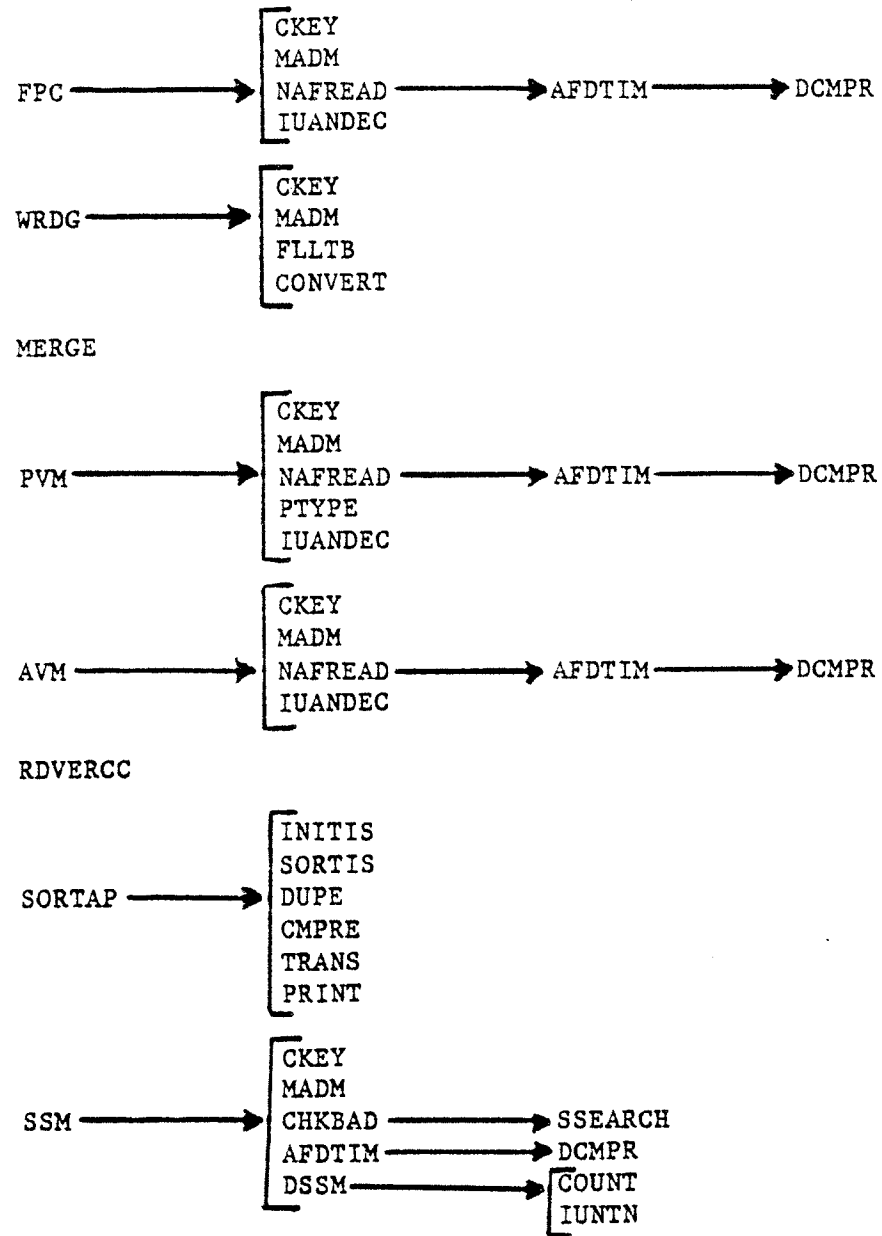 CKEY
MADM
FPC NAFREAD AFDTIM DCMPR
IUANDEC
CKEY
WRDG MADM
FLLTB
CONVERT
MERGE
CKEY
MADM
PVM NAFREAD AFDTIM DCMPR
PTYPE
IUANDEC
CKEY
MADM
AVM NAFREAD AFDTIM DCMPR
IUANDEC
RDVERCC
INITIS
SORTIS
SORTAP DUPE
CMPRE
TRANS
PRINT
CKEY
MADM
SSM CHKBAD SSEARCH
AFDTIM DCMPR
DSSM COUNT
IUNTN